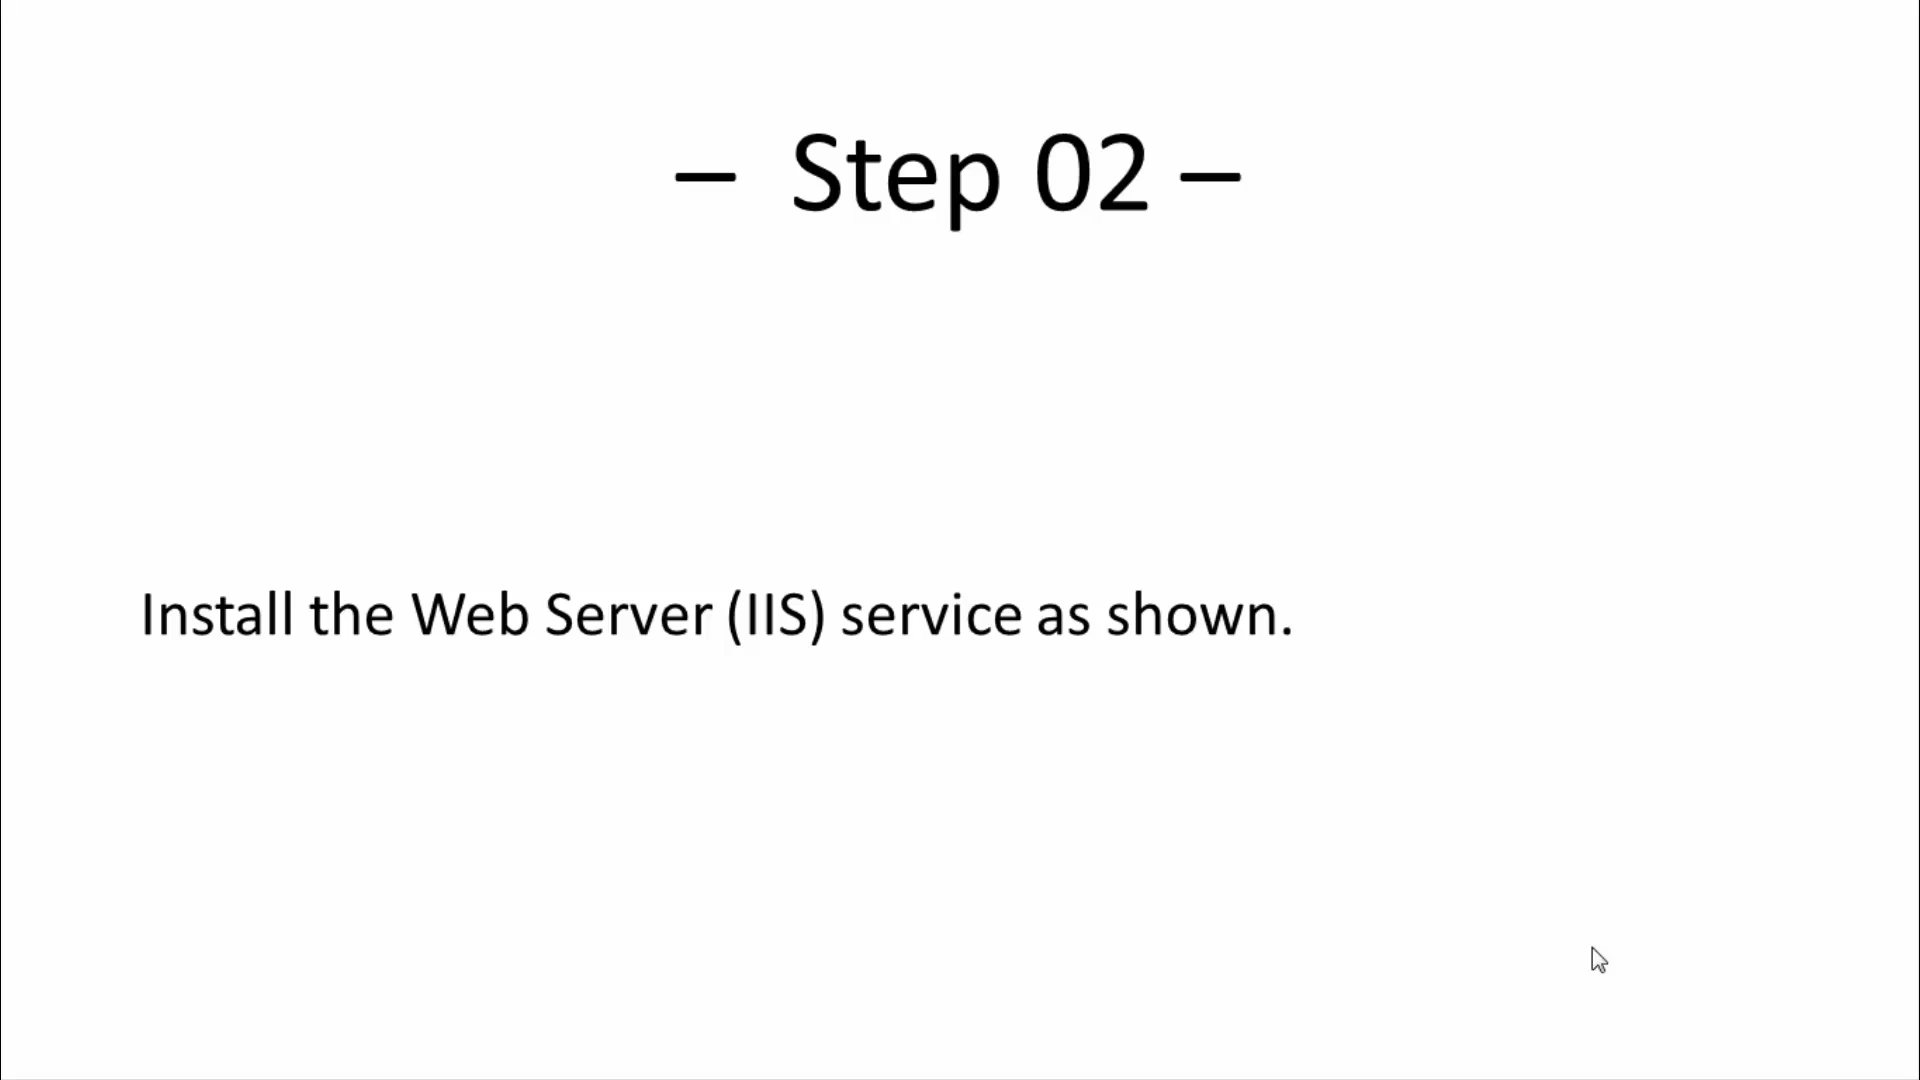 – Step 02 –
Install the Web Server (IIS) service as shown.